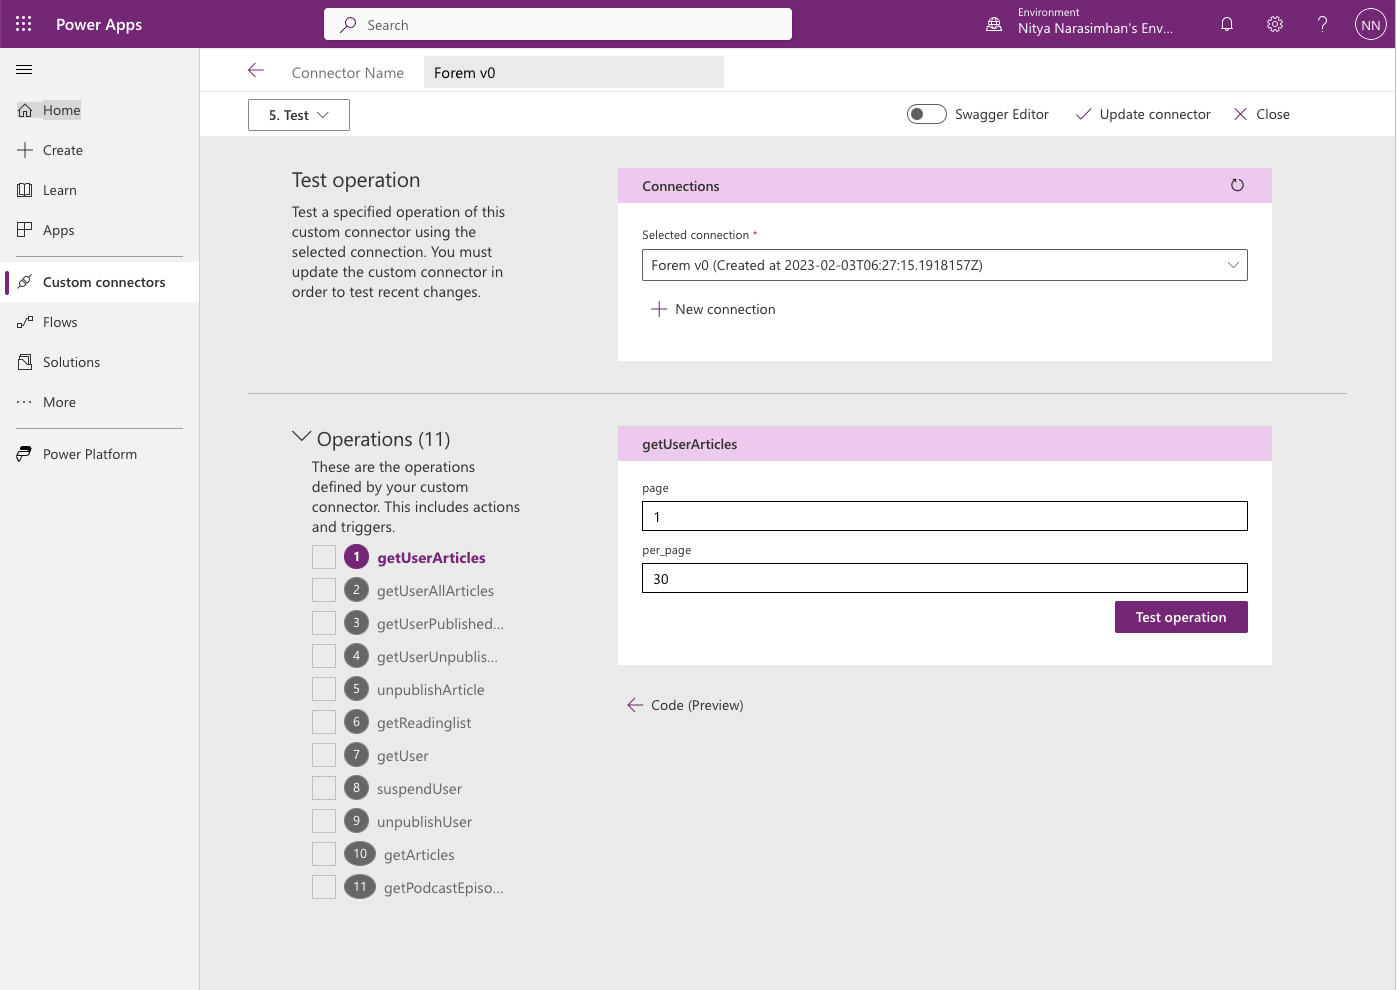 Power Apps
Search
Environment
Nitya Narasimhan's Env...
NN
Home
Create
Learn
Apps
Custom connectors
Flows
Solutions
More
Power Platform
Connector Name
Forem v0
5. Test
Swagger Editor
Update connector
Close
Test operation
Test a specified operation of this
custom connector using the
selected connection. You must
update the custom connector in
order to test recent changes.
Connections
Selected connection *
Forem v0 (Created at 2023-02-03T06:27:15.1918157Z)
New connection
Operations (11)
These are the operations
defined by your custom
connector. This includes actions
and triggers.
1 getUserArticles
2 getUserAllArticles
3 getUserPublished...
4 getUserUnpublis...
5 unpublishArticle
6 getReadinglist
7 getUser
8 suspendUser
9 unpublishUser
10 getArticles
11 getPodcastEpiso...
getUserArticles
page
1
per_page
30
Test operation
Code (Preview)